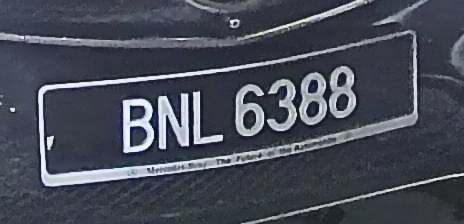 BNL 6388
Mercedes-Benz The Future of the Automobile